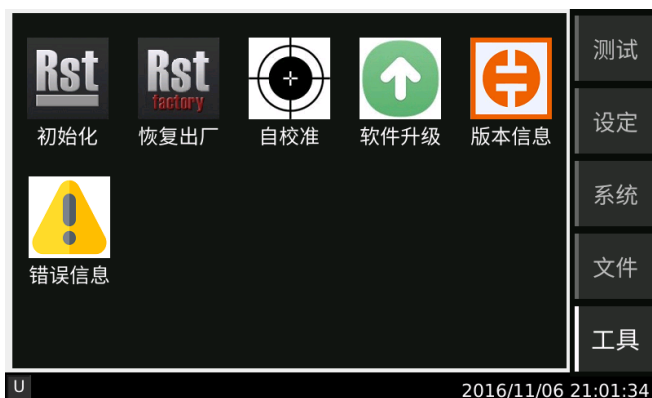 Rst
Rst
factory
初始化
恢复出厂
自校准
软件升级
版本信息
错误信息
测试
设定
系统
文件
工具
U
2016/11/06 21:01:34